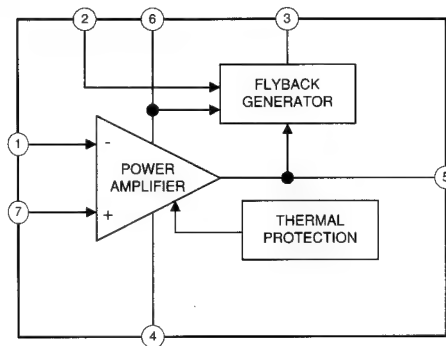 2
6
3
FLYBACK
GENERATOR
1
-
POWER
AMPLIFIER
5
7
+
THERMAL
PROTECTION
4